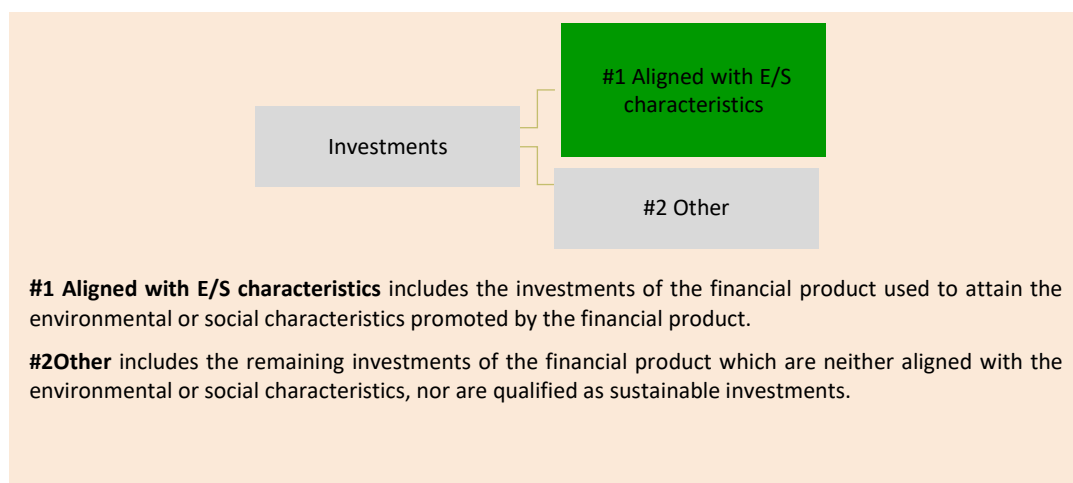 #1 Aligned with E/S
characteristics
Investments
#2 Other
#1 Aligned with E/S characteristics includes the investments of the financial product used to attain the
environmental or social characteristics promoted by the financial product.
#2Other includes the remaining investments of the financial product which are neither aligned with the
environmental or social characteristics, nor are qualified as sustainable investments.